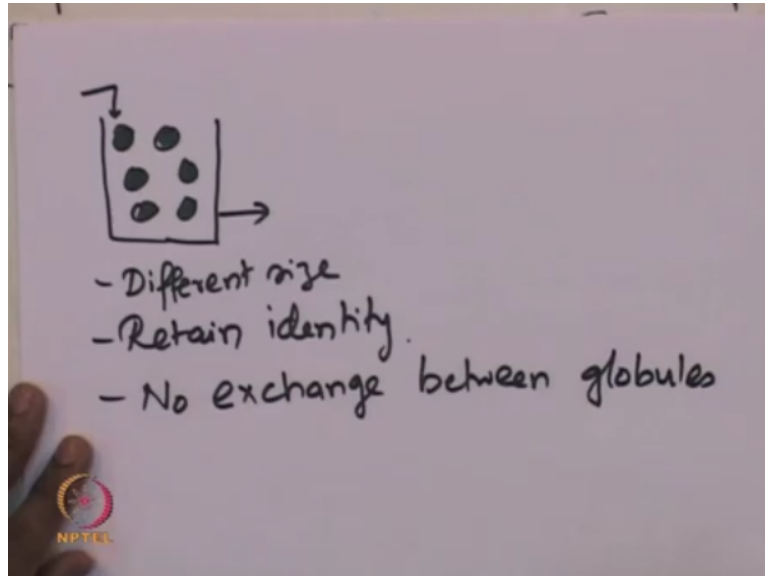 - Different size
- Retain identity.
- No exchange between globules
NPTEL